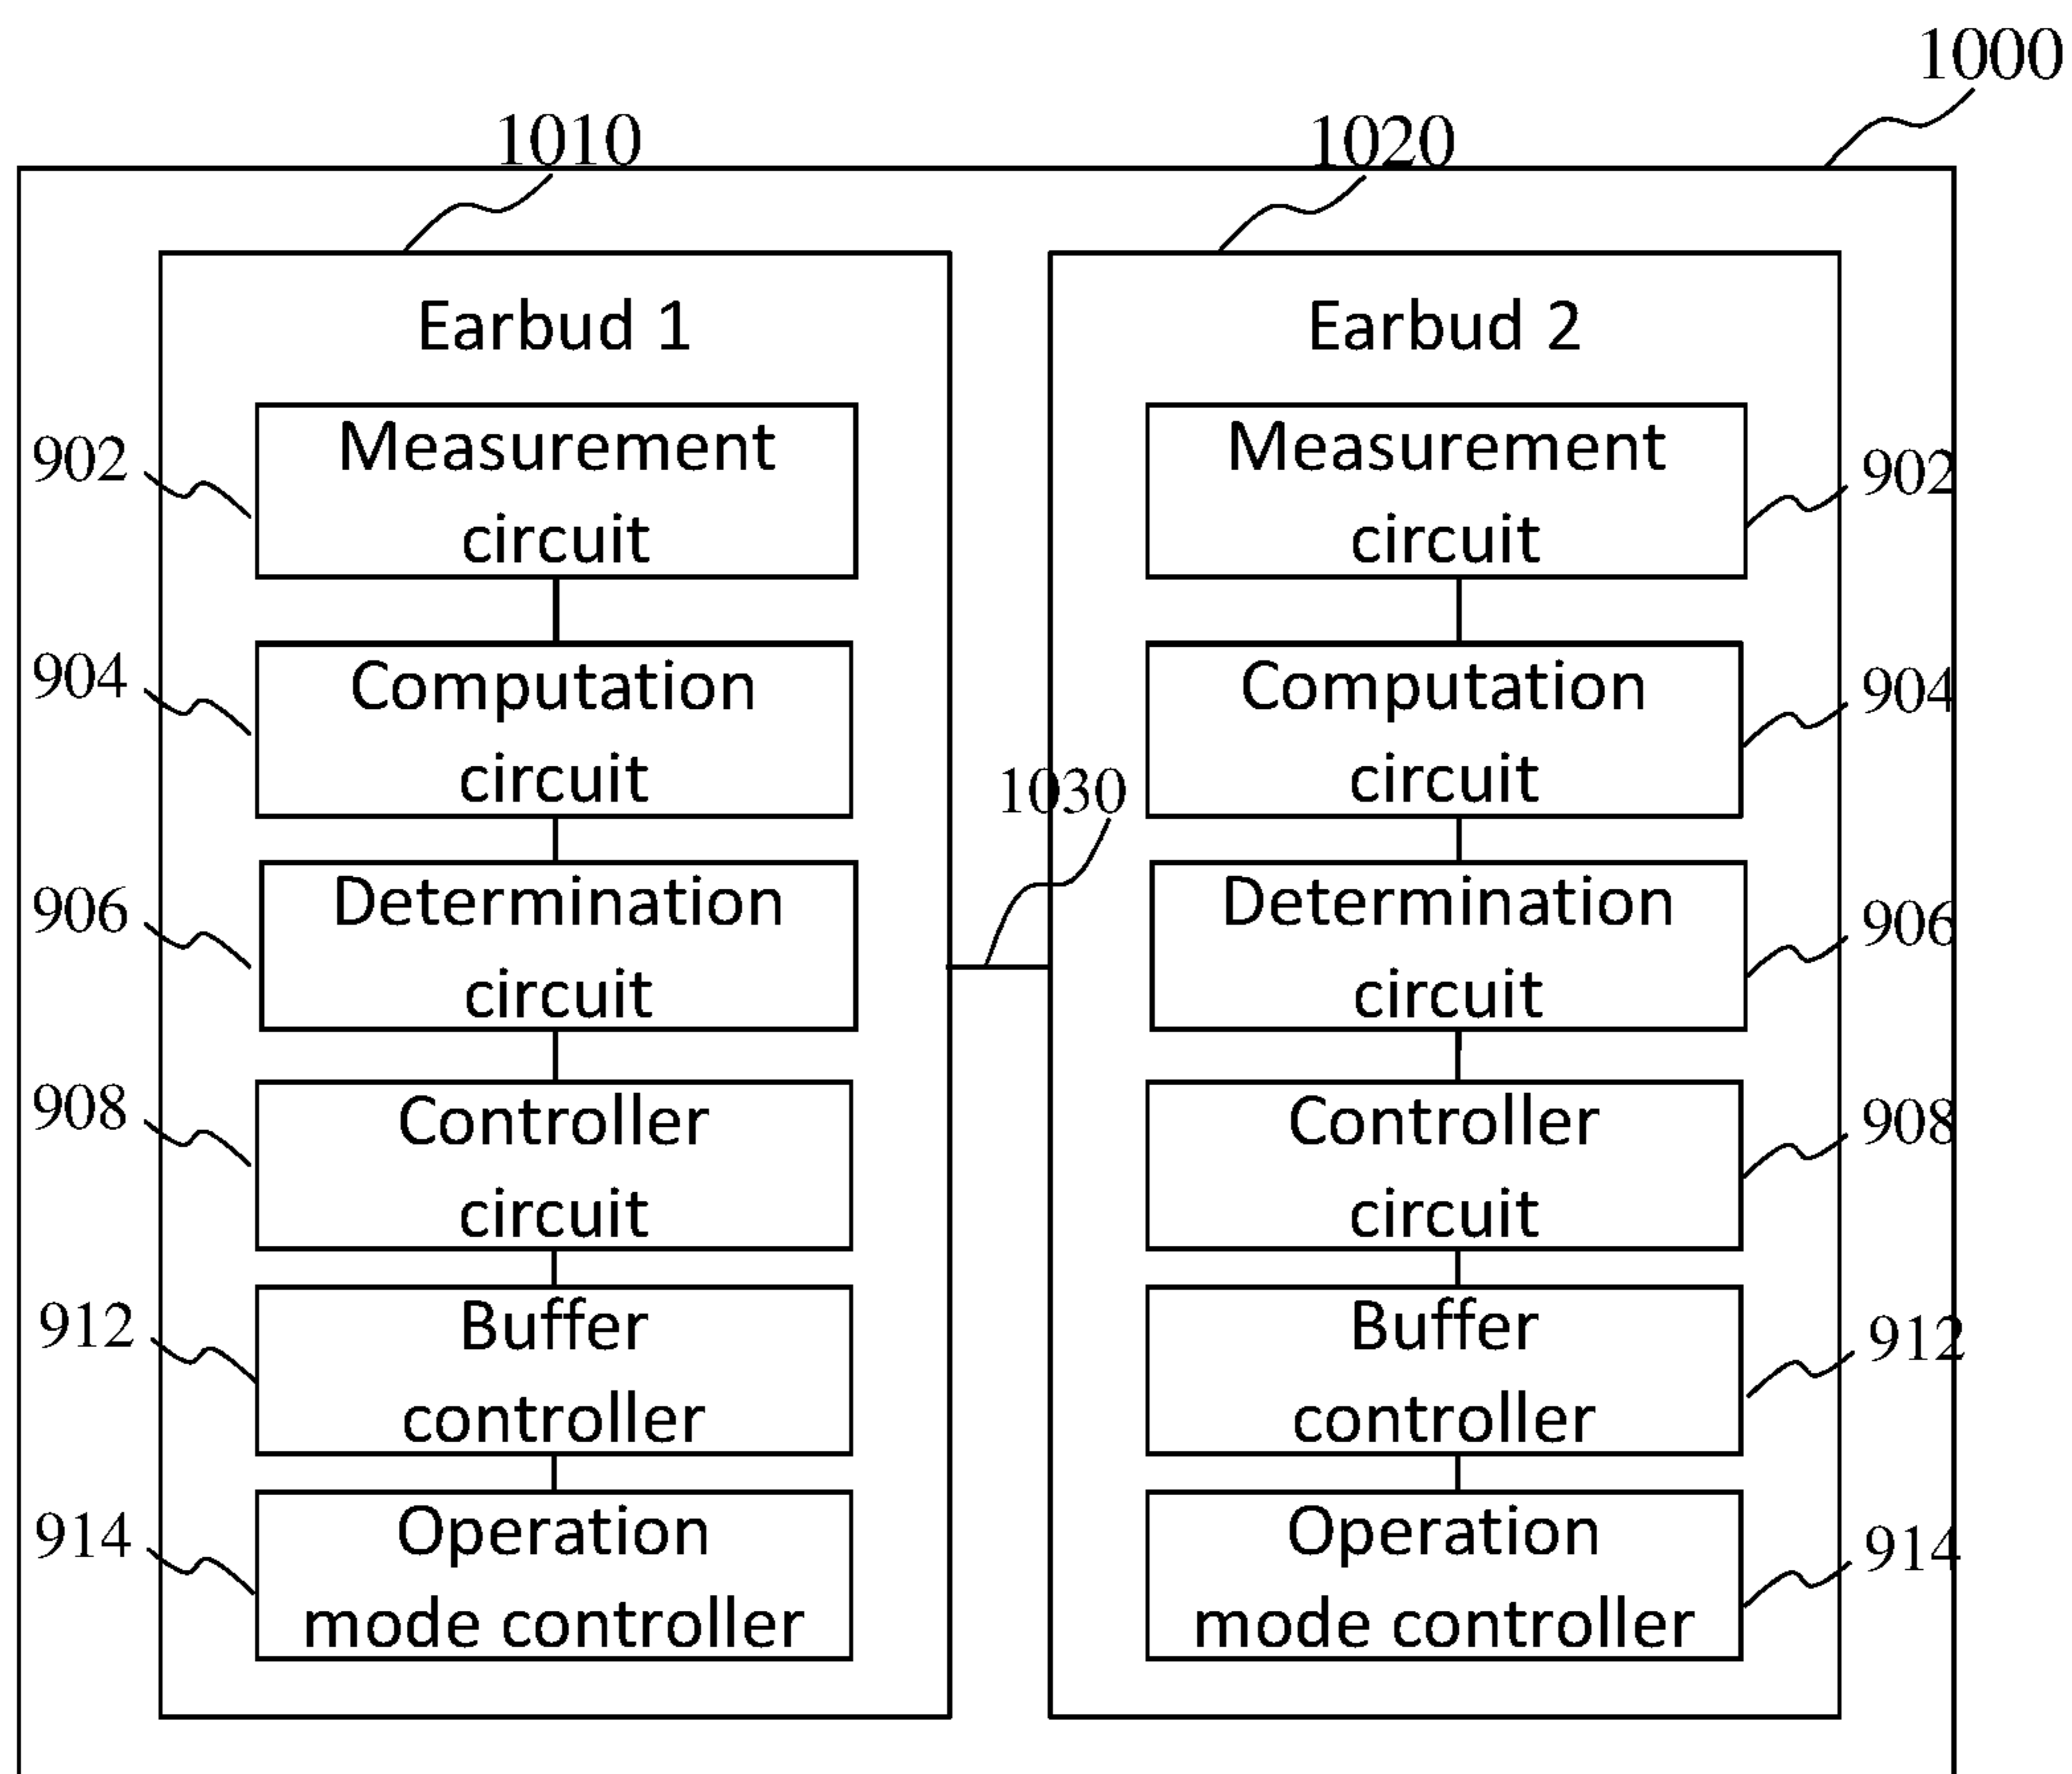 1000
1010
1020
Earbud 1
902
Measurement
circuit
904
Computation
circuit
906
Determination
circuit
908
Controller
circuit
912
Buffer
controller
914
Operation
mode controller
1030
Earbud 2
Measurement
circuit
902
Computation
circuit
904
Determination
circuit
906
Controller
circuit
908
Buffer
controller
912
Operation
mode controller
914